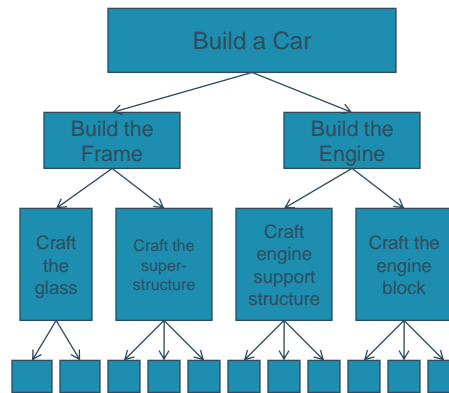 Build a Car
Build the
Frame
Build the
Engine
Craft
the
glass
Craft the
super-
structure
Craft
engine
support
structure
Craft the
engine
block